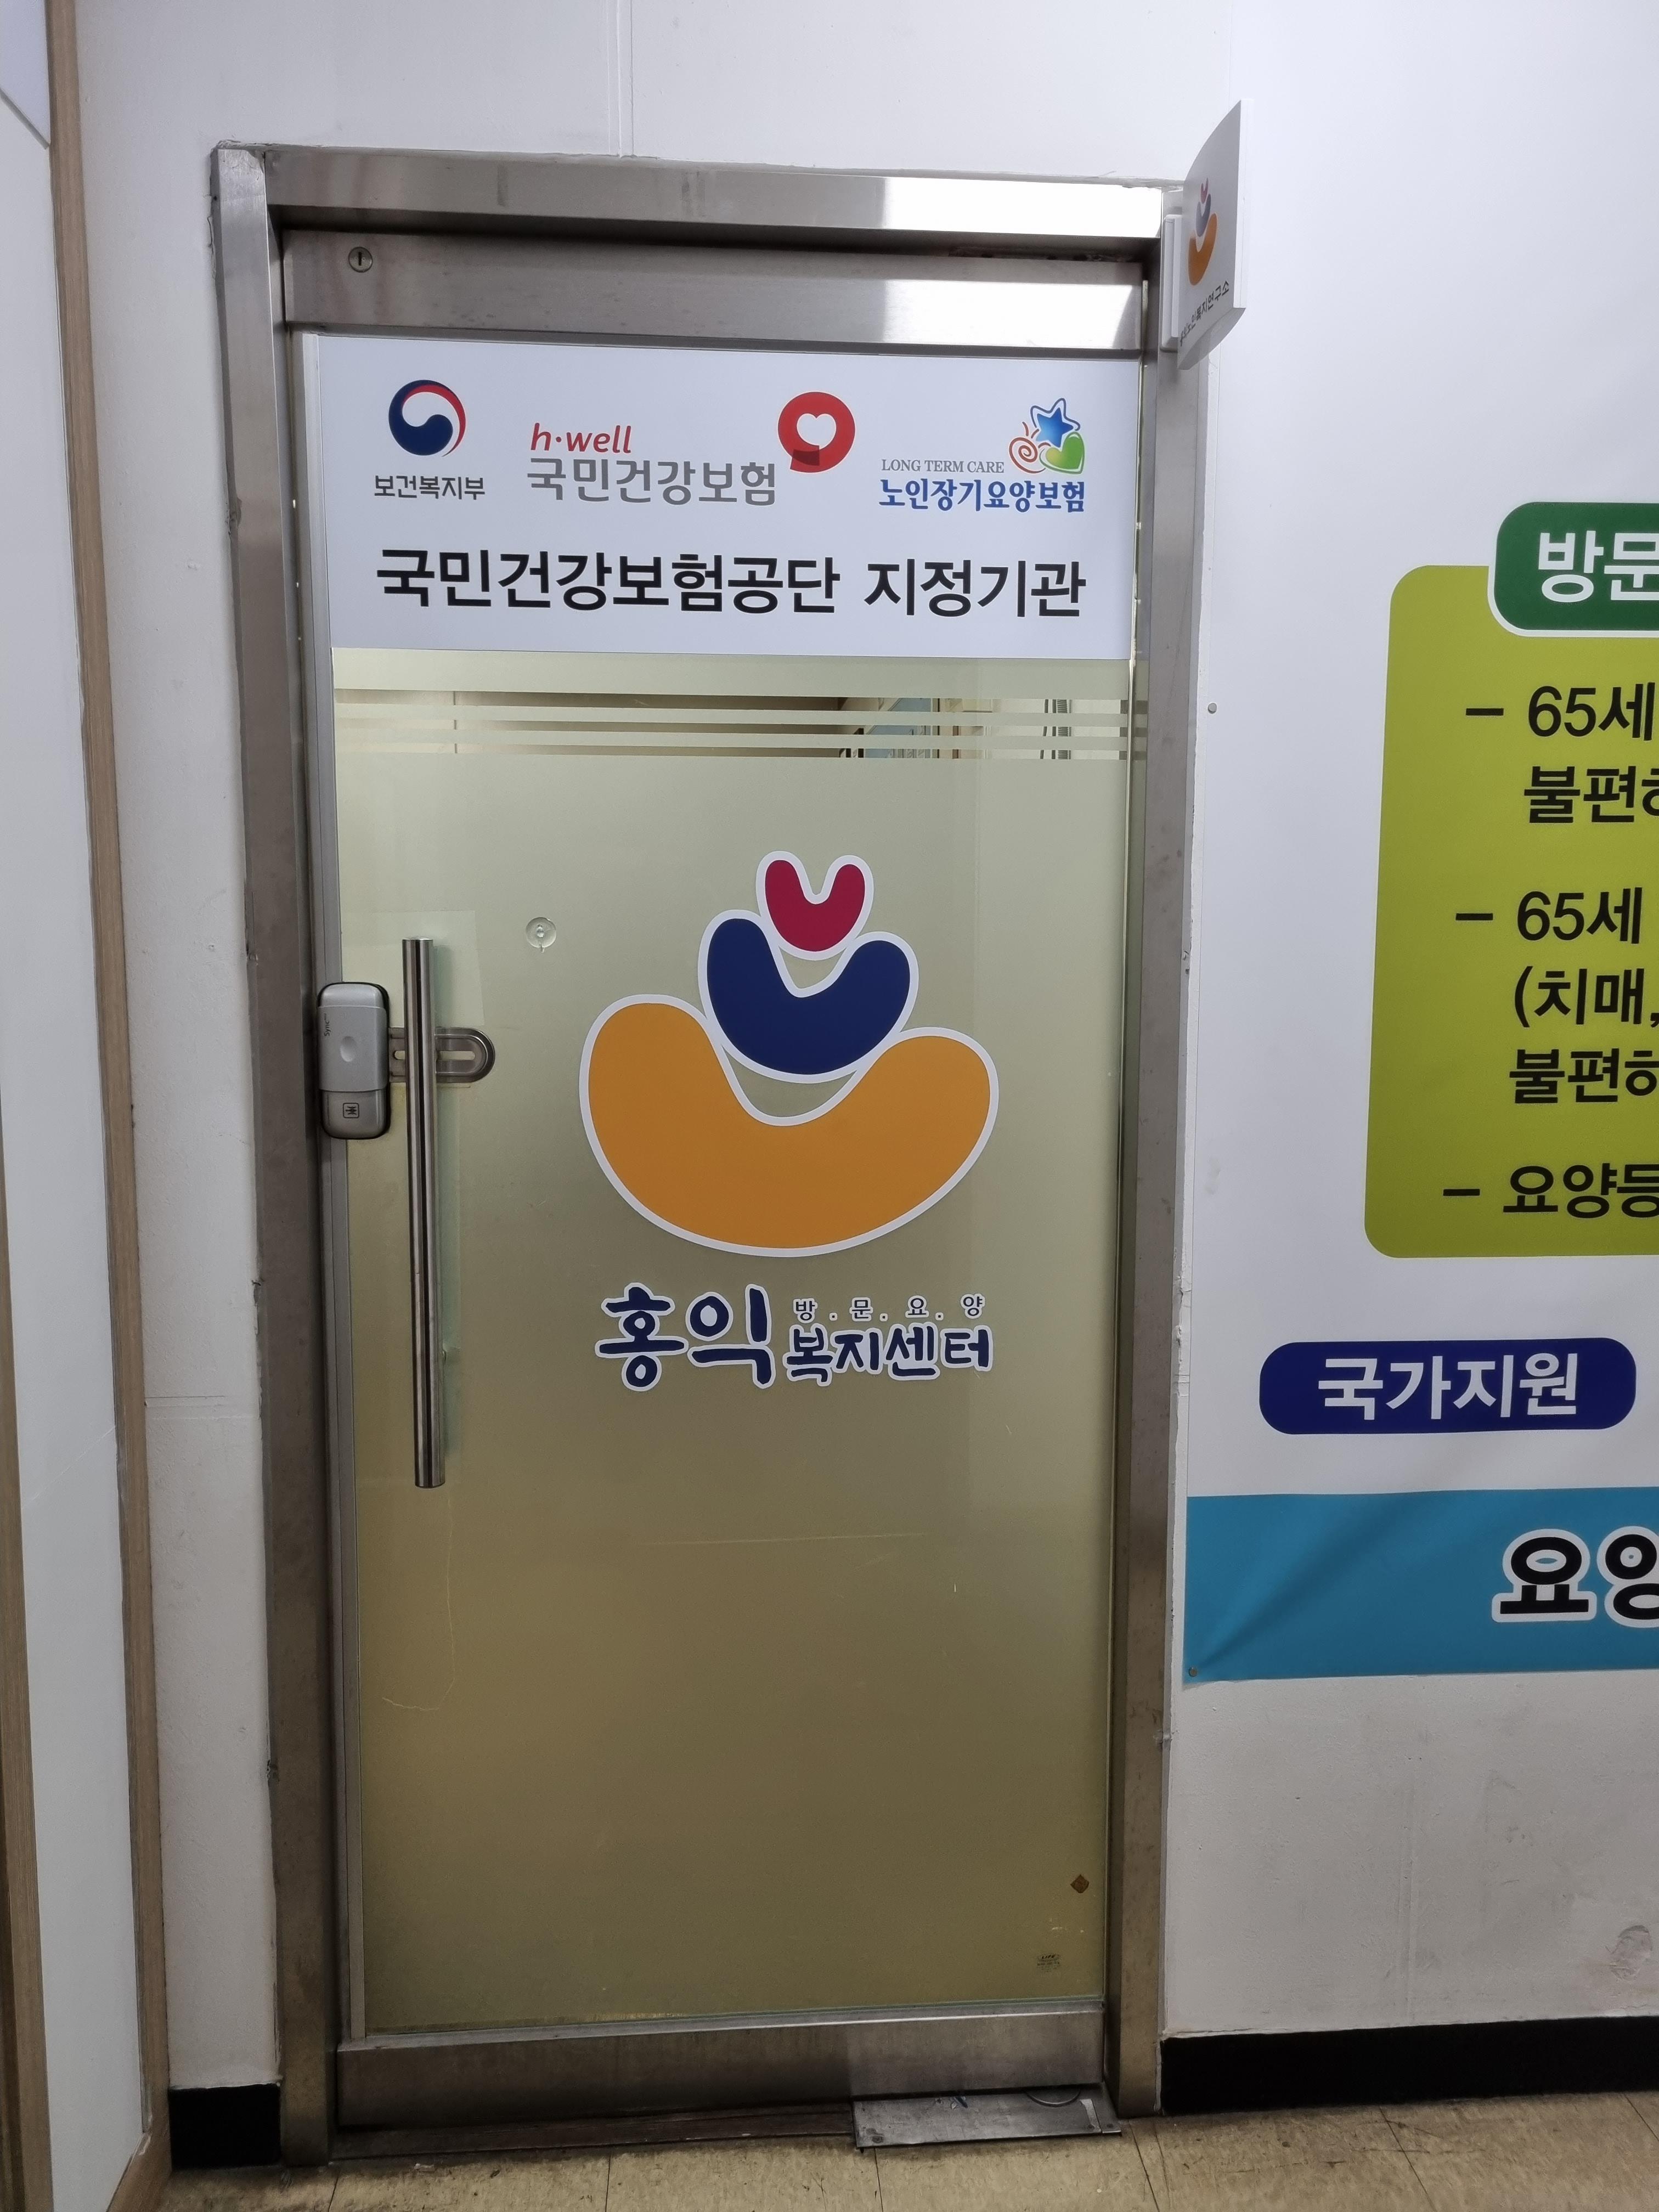 보건복지부
h·well
국민건강보험
LONG TERM CARE
노인장기요양보험
국민건강보험공단 지정기관
홍익
방.문.요.양
복지센터
방문
- 65세
불편하
- 65세
(치매,
불편하
- 요양등
국가지원
요양